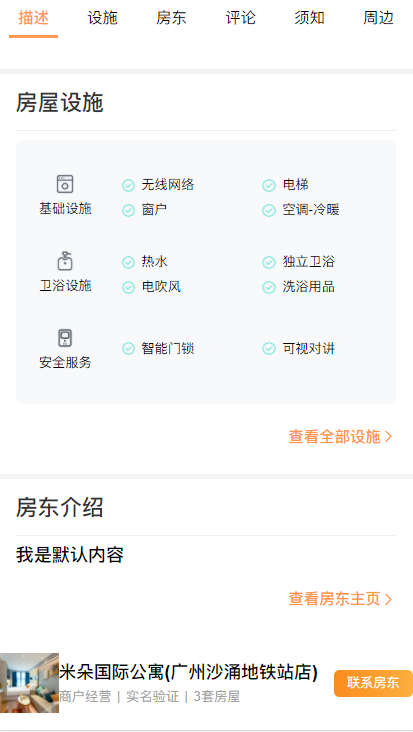 描述 设施 房东 评论 须知 周边
房屋设施
基础设施
无线网络 电梯
窗户 空调-冷暖
卫浴设施
热水 独立卫浴
电吹风 洗浴用品
安全服务
智能门锁 可视对讲
查看全部设施
房东介绍
我是默认内容
查看房东主页
米朵国际公寓(广州沙涌地铁站店)
商户经营 | 实名验证 | 3套房屋
联系房东